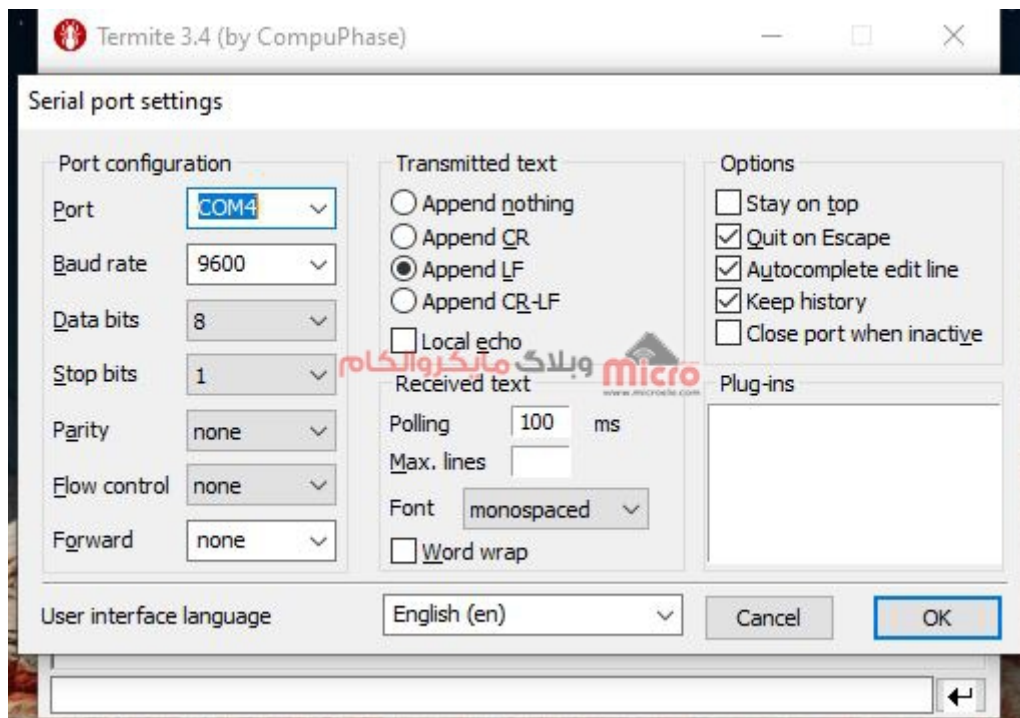 Termite 3.4 (by CompuPhase)
Serial port settings
Port configuration
Port COM4
Baud rate 9600
Data bits 8
Stop bits 1
Parity none
Flow control none
Forward none
Transmitted text
Append nothing
Append CR
Append LF
Append CR-LF
Local echo
وبلاگ مایکروالکام
micro
www.microele.com
Received text
Polling 100 ms
Max. lines
Font monospaced
Word wrap
Options
Stay on top
Quit on Escape
Autocomplete edit line
Keep history
Close port when inactive
Plug-ins
User interface language English (en)
Cancel
OK